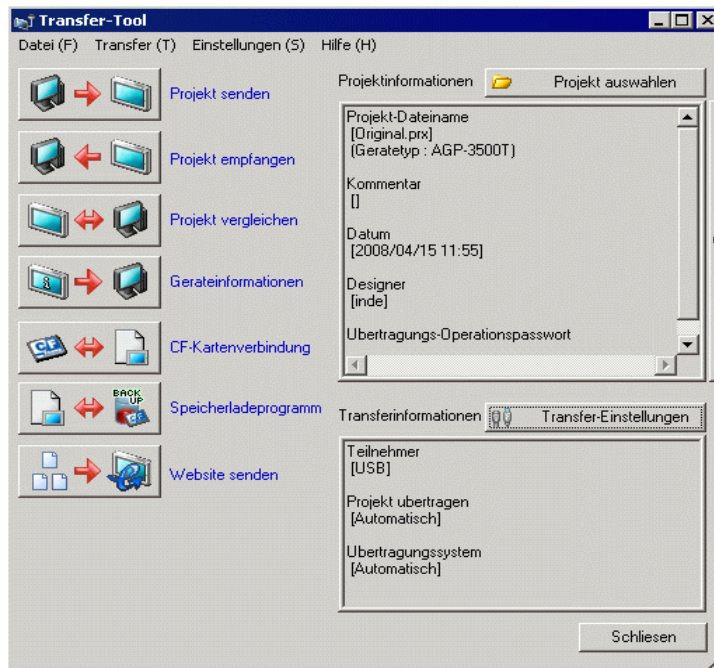 Transfer-Tool
Datei (F) Transfer (T) Einstellungen (S) Hilfe (H)
Projekt senden
Projekt empfangen
Projekt vergleichen
Gerateinformationen
CF-Kartenverbindung
Speicherladeprogramm
Website senden
CF
BACK
UP
Projektinformationen
Projekt auswahlen
Projekt-Dateiname
[Original.prx]
(Geratetyp : AGP-3500T)
Kommentar
[]
Datum
[2008/04/15 11:55]
Designer
[inde]
Ubertragungs-Operationspasswort
Transferinformationen
Transfer-Einstellungen
Teilnehmer
[USB]
Projekt ubertragen
[Automatisch]
Ubertragungssystem
[Automatisch]
Schliesen